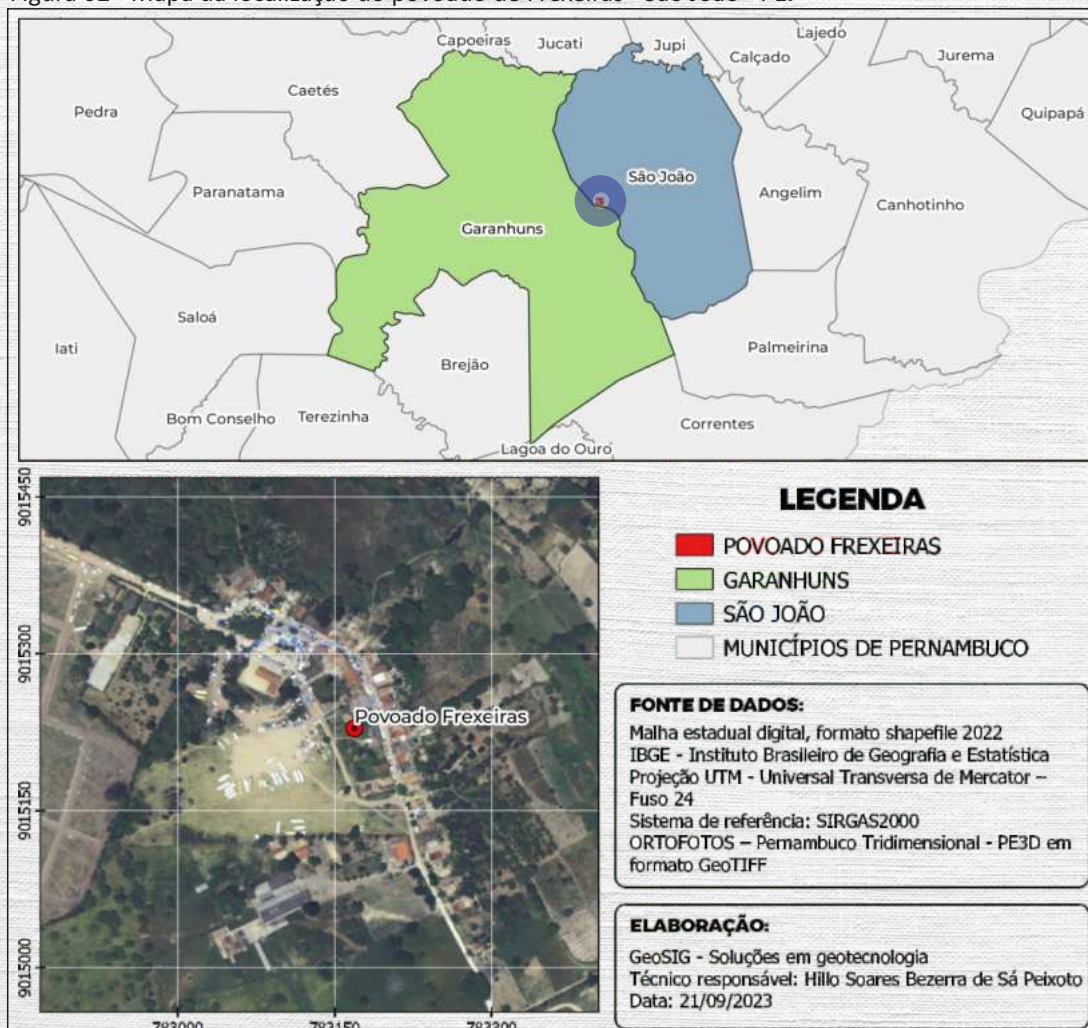 Capoeiras
Jucati
Jupi
Calçado
Lajedo
Jurema
Quipapá
Pedra
Caetés
Paranatama
São João
Angelim
Canhotinho
Garanhuns
Saloá
Iati
Brejão
Palmeirina
Bom Conselho
Terezinha
Correntes
Lagoa do Ouro
9015450
9015300
9015150
9015000
Povoado Frexeiras
783000
783150
783300
LEGENDA
POVOADO FREXEIRAS
GARANHUNS
SÃO JOÃO
MUNICÍPIOS DE PERNAMBUCO
FONTE DE DADOS:
Malha estadual digital, formato shapefile 2022
IBGE - Instituto Brasileiro de Geografia e Estatística
Projeção UTM - Universal Transversa de Mercator –
Fuso 24
Sistema de referência: SIRGAS2000
ORTOFOTOS – Pernambuco Tridimensional - PE3D em
formato GeoTIFF
ELABORAÇÃO:
GeoSIG - Soluções em geotecnologia
Técnico responsável: Hillo Soares Bezerra de Sá Peixoto
Data: 21/09/2023